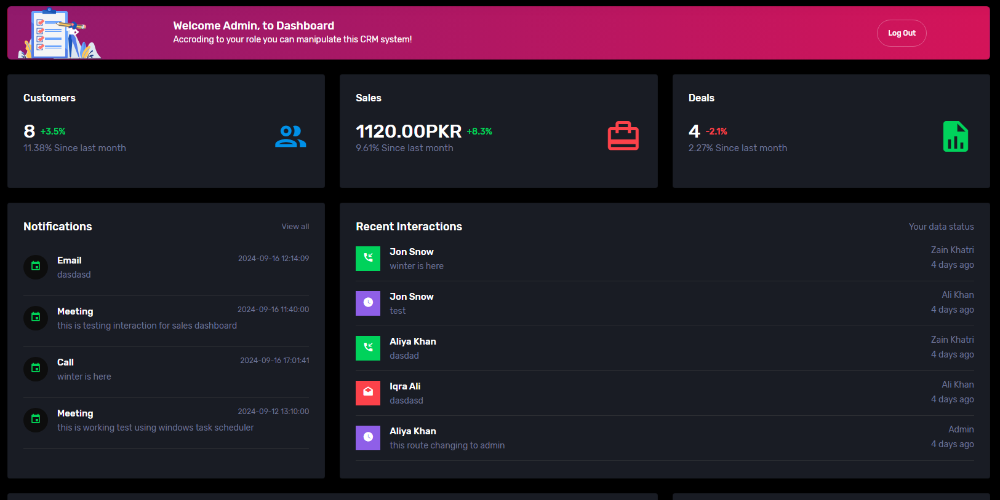 Welcome Admin, to Dashboard
Accroding to your role you can manipulate this CRM system!
Log Out
Customers
8 +3.5%
11.38% Since last month
Sales
1120.00PKR +8.3%
9.61% Since last month
Deals
4 -2.1%
2.27% Since last month
Notifications
View all
Email
2024-09-16 12:14:09
dasdasd
Meeting
2024-09-16 11:40:00
this is testing interaction for sales dashboard
Call
2024-09-16 17:01:41
winter is here
Meeting
2024-09-12 13:10:00
this is working test using windows task scheduler
Recent Interactions
Your data status
Jon Snow
Zain Khatri
winter is here
4 days ago
Jon Snow
Ali Khan
test
4 days ago
Aliya Khan
Zain Khatri
dasdad
4 days ago
Iqra Ali
Ali Khan
dasdasd
4 days ago
Aliya Khan
Admin
this route changing to admin
4 days ago